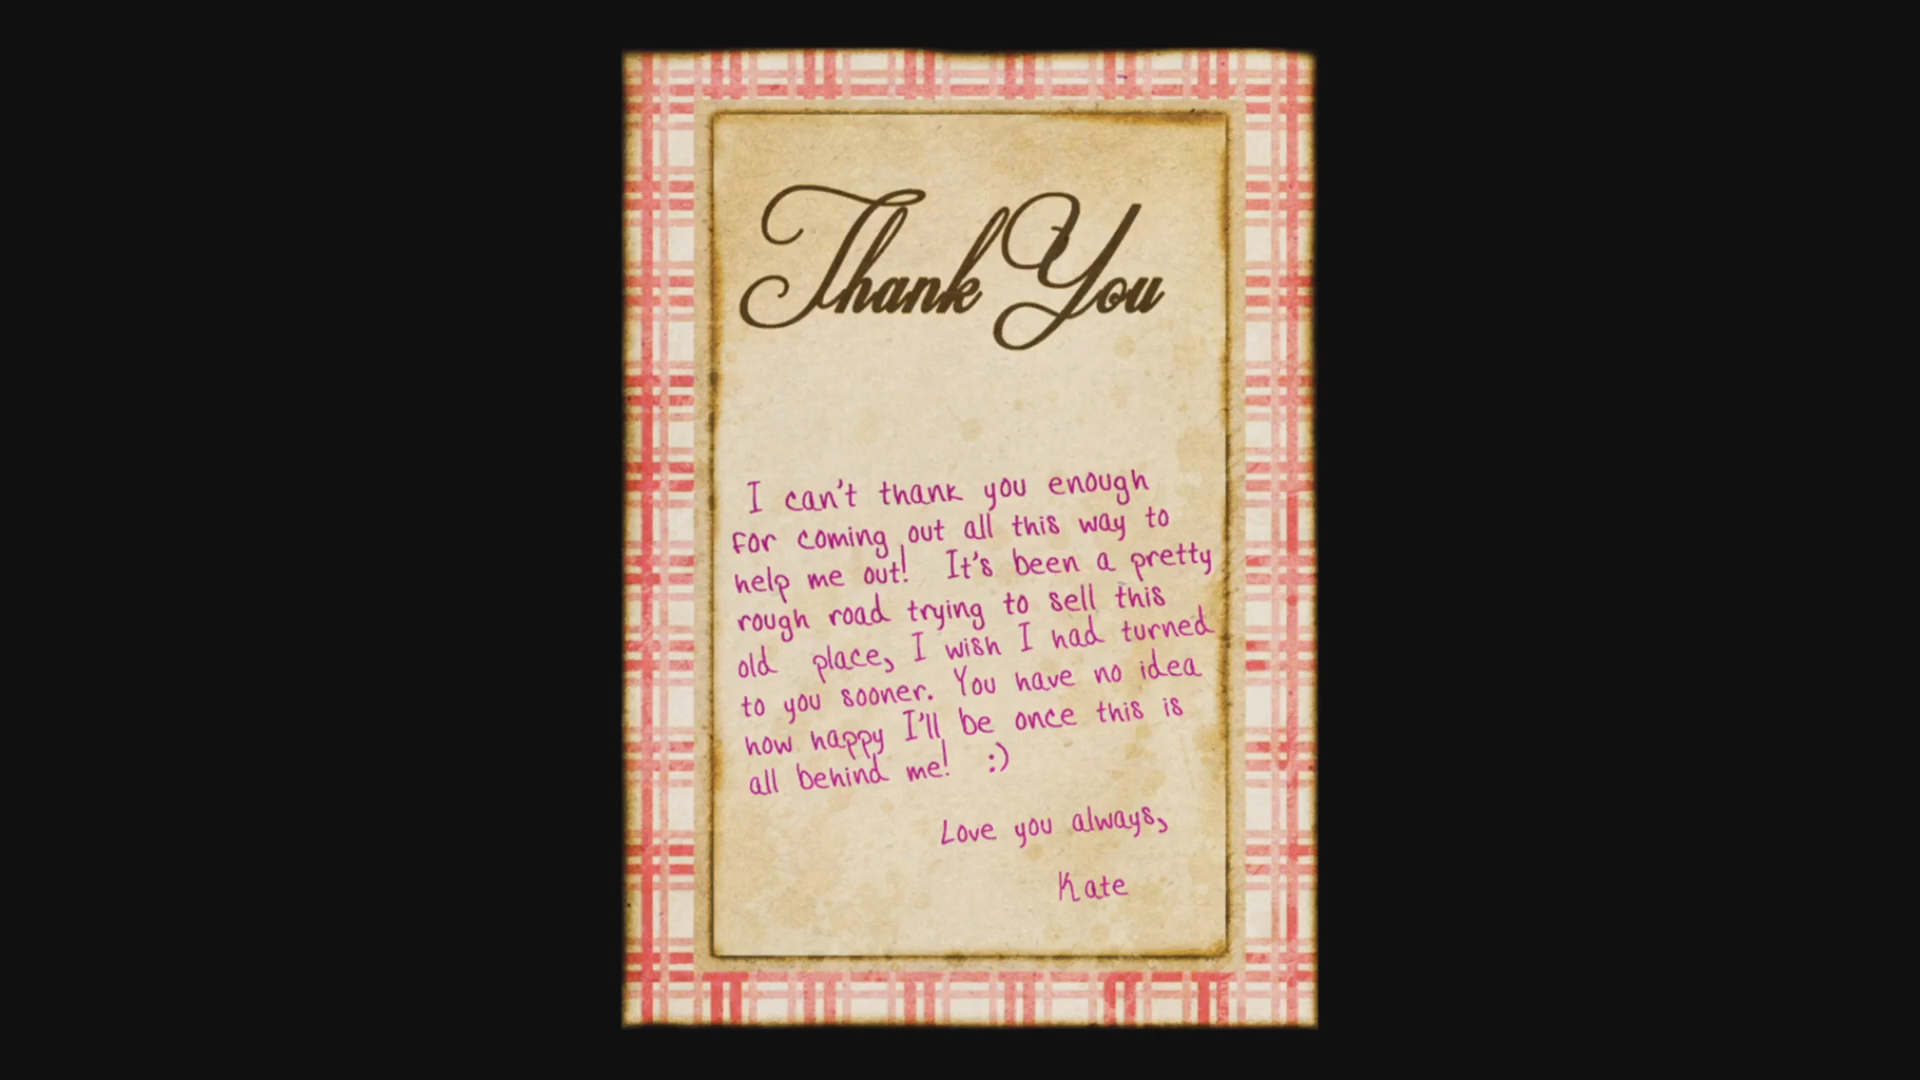 Thank You
I can't thank you enough
for coming out all this way to
help me out! It's been a pretty
rough road trying to sell this
old place, I wish I had turned
to you sooner. You have no idea
how happy I'll be once this is
all behind me! :)
Love you always,
Kate